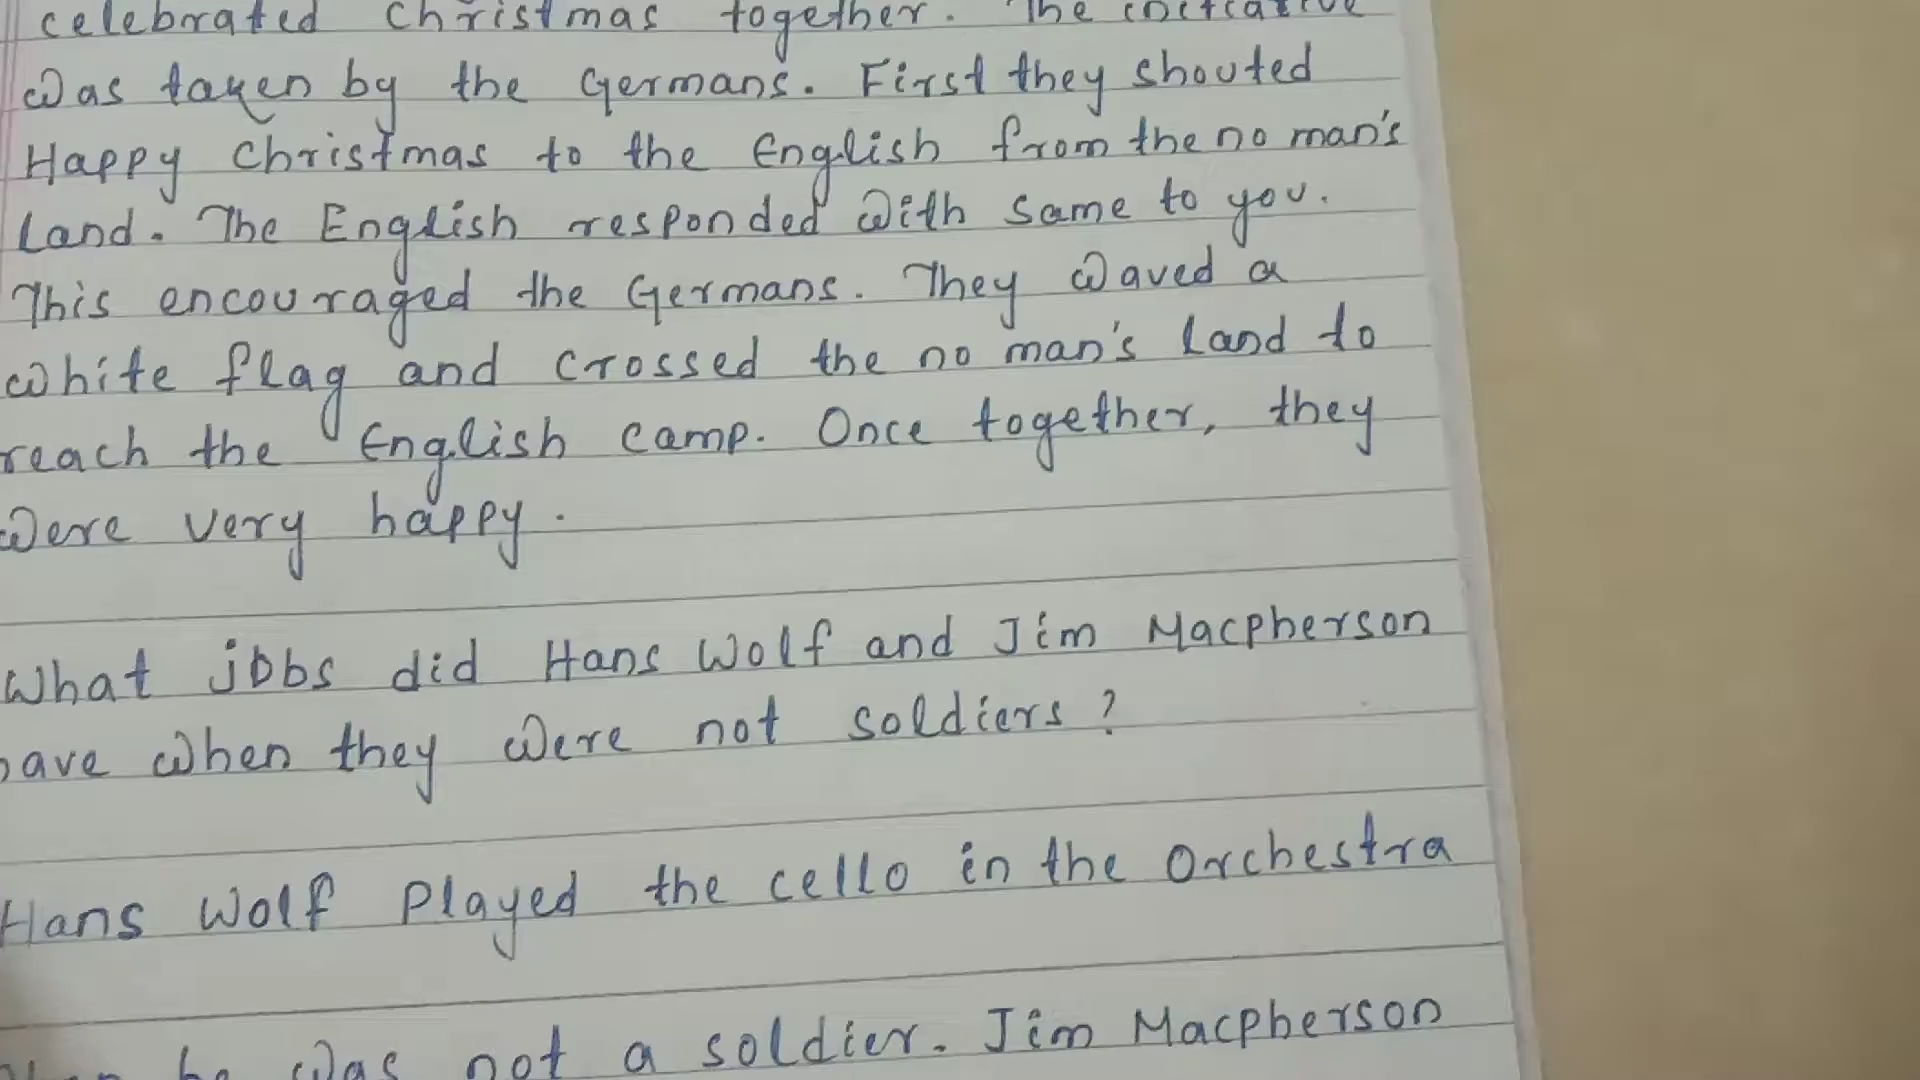 celebrated Christmas together. The initiative
was taken by the Germans. First they shouted
Happy Christmas to the English from the no man's
land. The English responded with same to you.
This encouraged the Germans. They waved a
white flag and crossed the no man's land to
reach the English camp. Once together, they
were very happy.
What jobs did Hans Wolf and Jim Macpherson
have when they were not soldiers?
Hans Wolf Played the cello in the Orchestra
he was not a soldier. Jim Macpherson